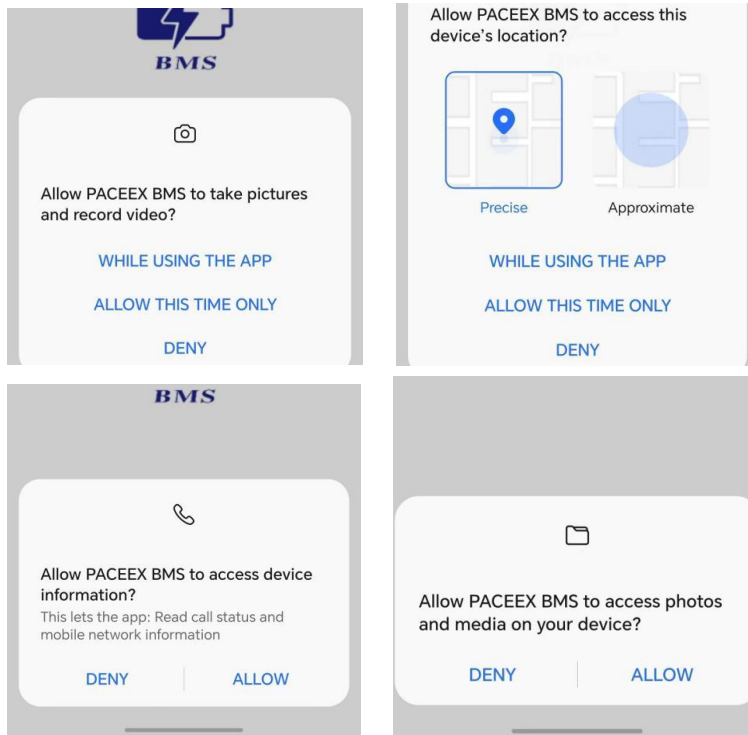 BMS
Allow PACEEX BMS to take pictures
and record video?
WHILE USING THE APP
ALLOW THIS TIME ONLY
DENY
Allow PACEEX BMS to access this
device's location?
Precise
Approximate
WHILE USING THE APP
ALLOW THIS TIME ONLY
DENY
BMS
Allow PACEEX BMS to access device
information?
This lets the app: Read call status and
mobile network information
DENY
ALLOW
Allow PACEEX BMS to access photos
and media on your device?
DENY
ALLOW